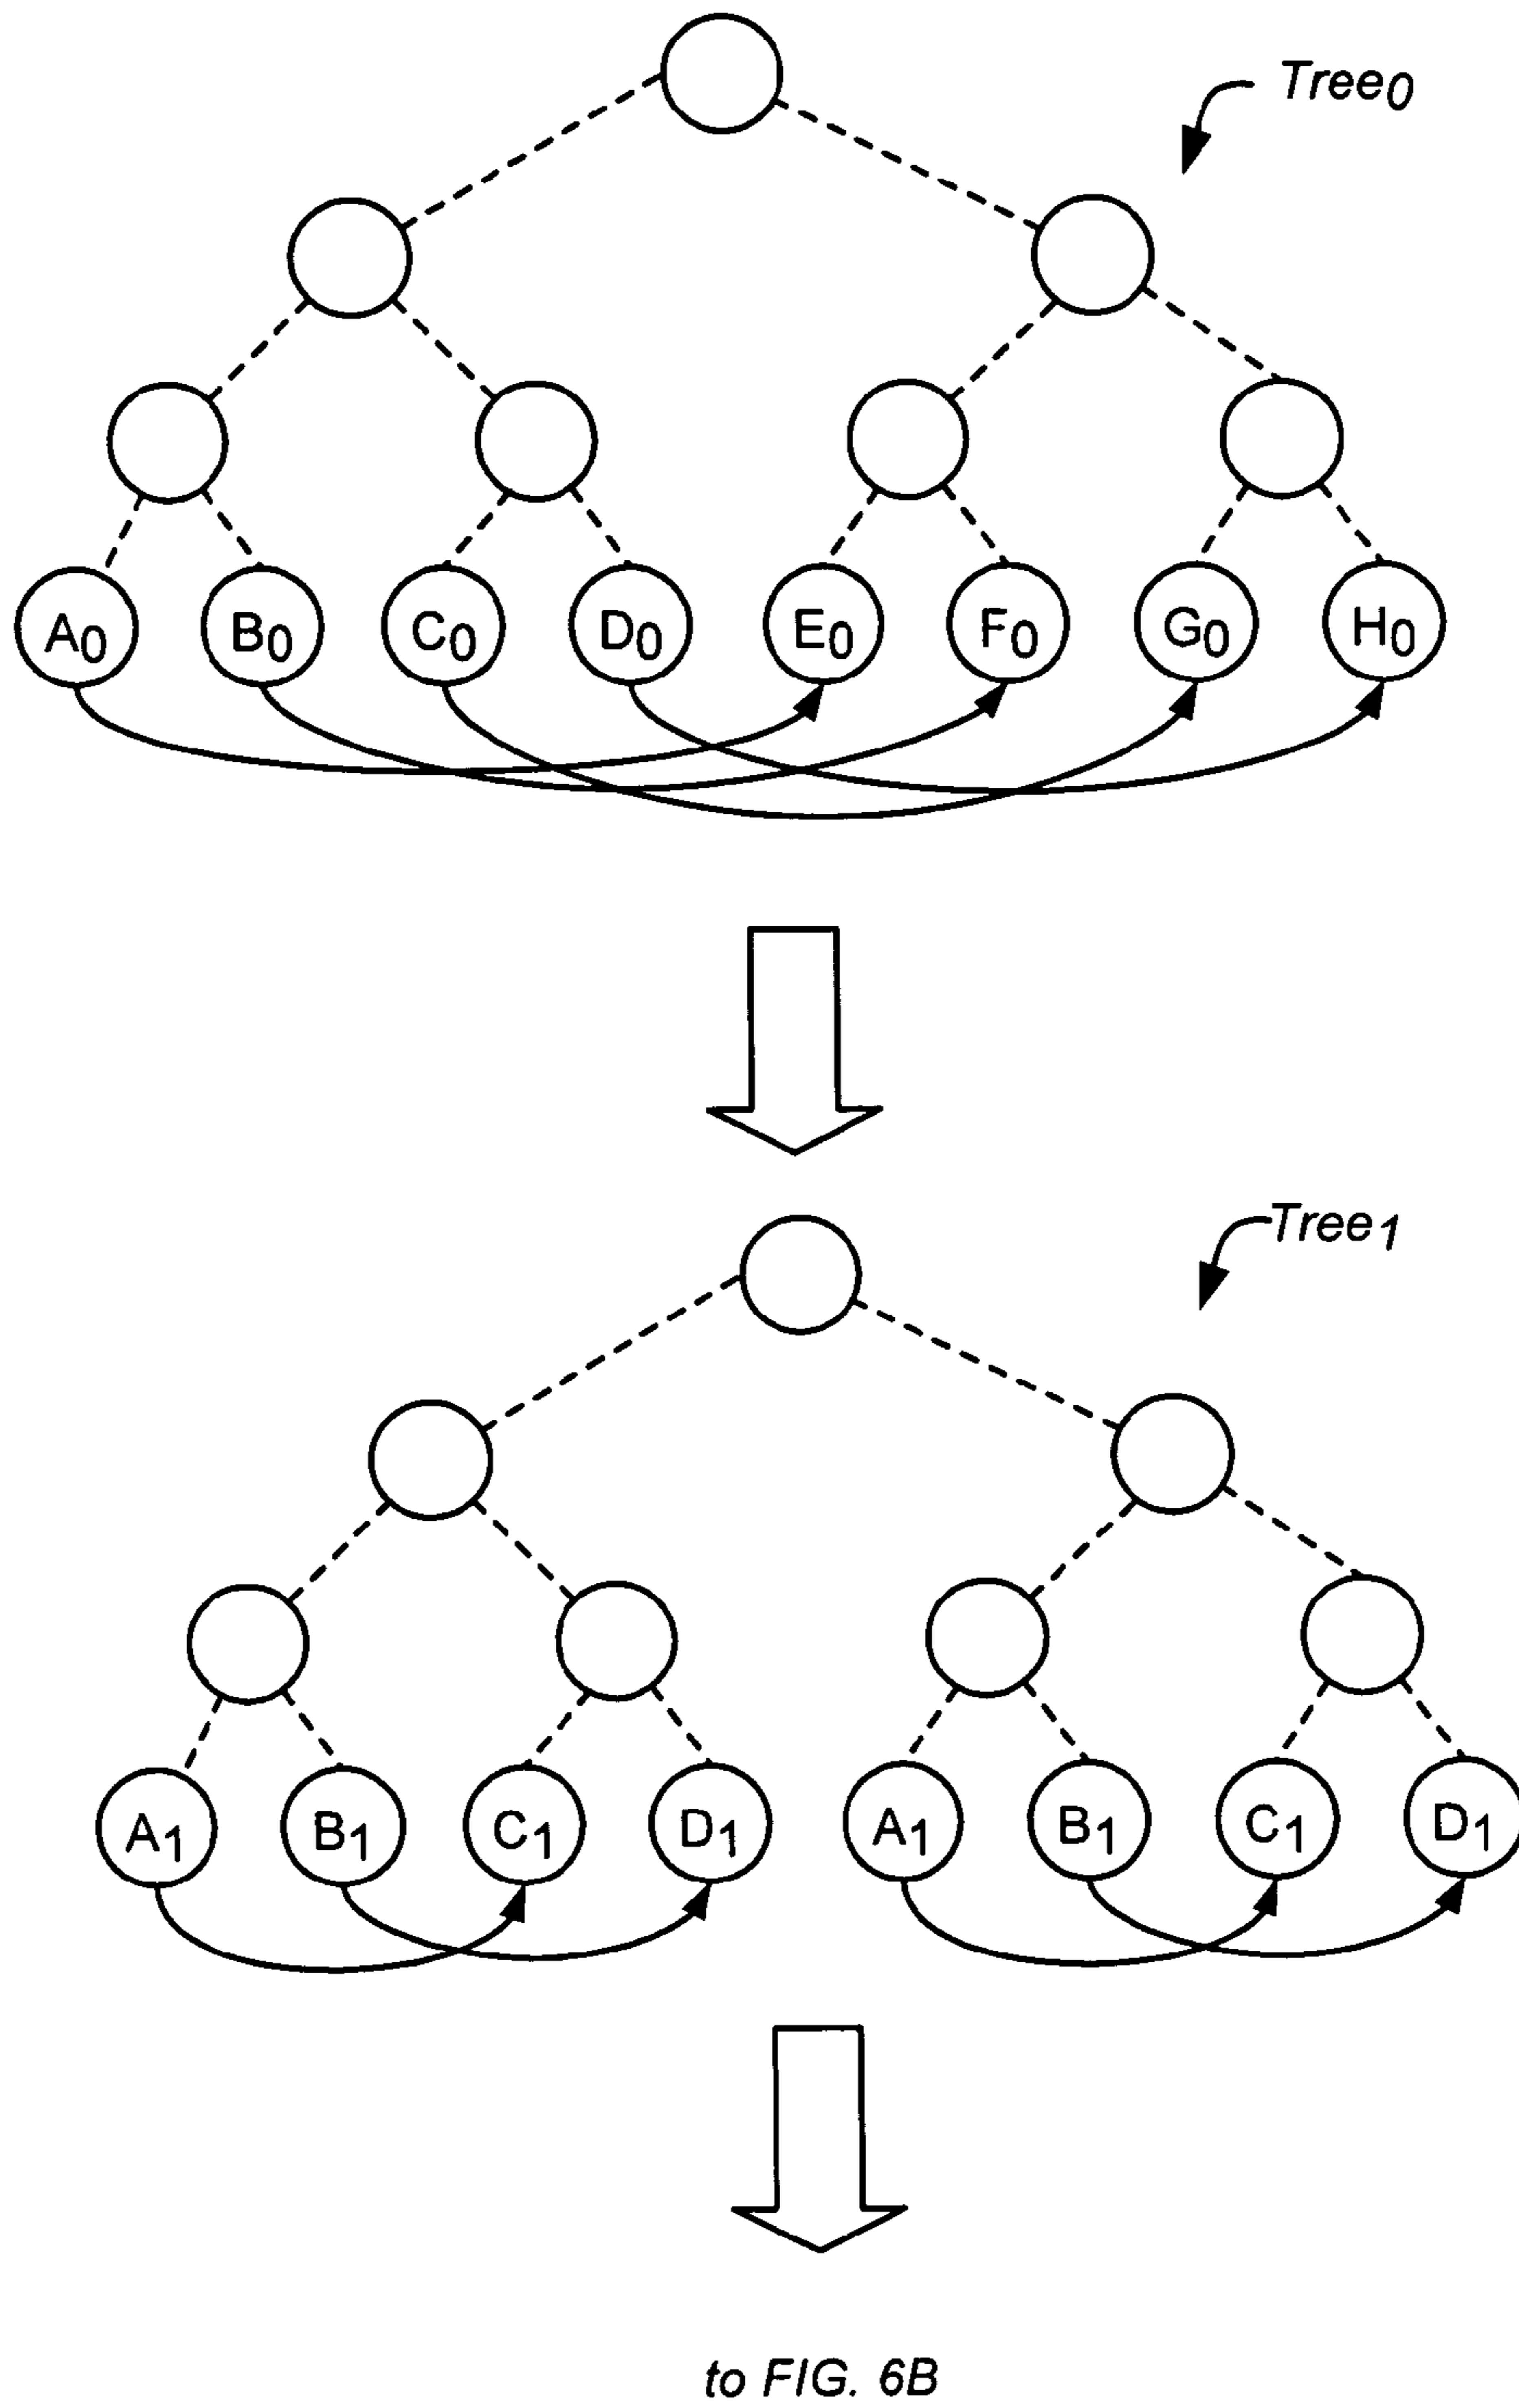 Tree0
A0 B0 C0 D0 E0 F0 G0 H0
Tree1
A1 B1 C1 D1 A1 B1 C1 D1
to FIG. 6B